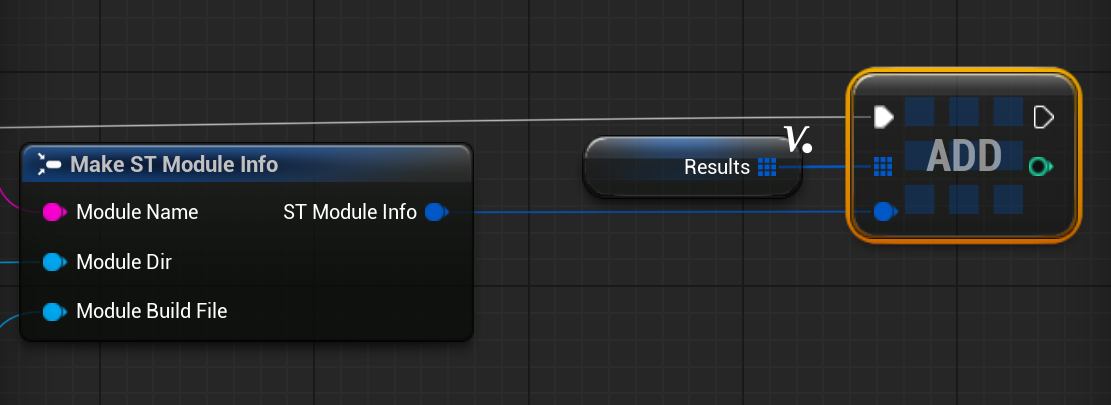 Make ST Module Info
Module Name
ST Module Info
Module Dir
Module Build File
Results
V.
ADD